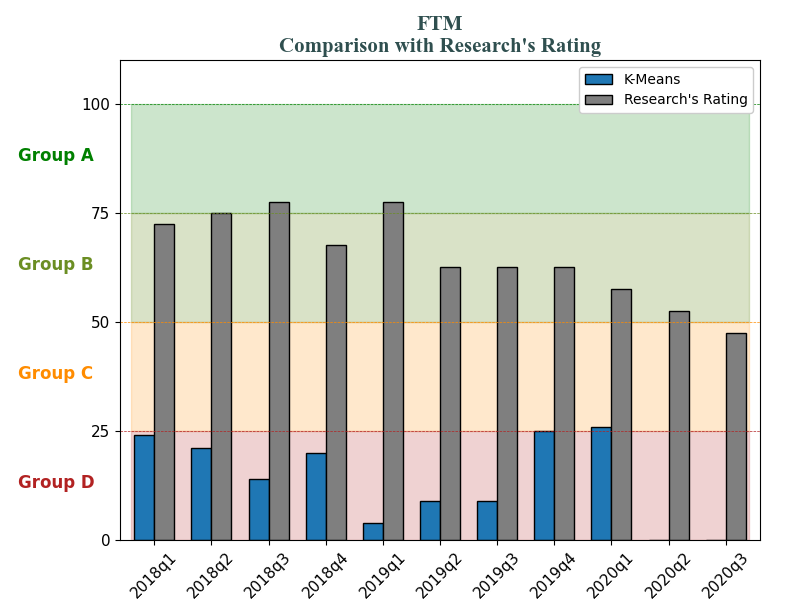 FTM
Comparison with Research's Rating
K-Means
Research's Rating
100
Group A
75
Group B
50
Group C
25
Group D
0
2018q1 2018q2 2018q3 2018q4 2019q1 2019q2 2019q3 2019q4 2020q1 2020q2 2020q3